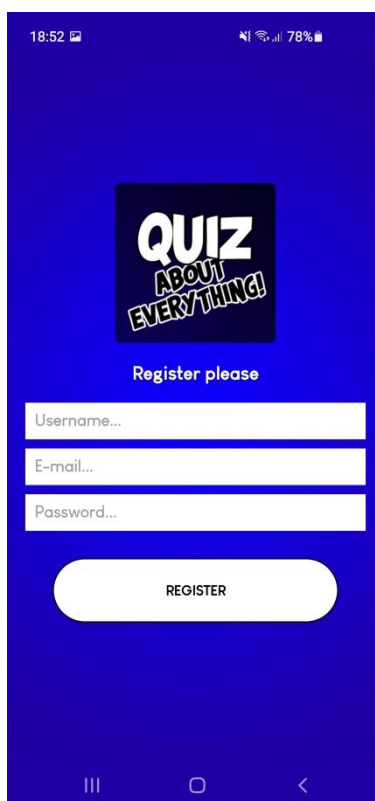 18:52 78%
QUIZ
ABOUT
EVERYTHING!
Register please
Username...
E-mail...
Password...
REGISTER